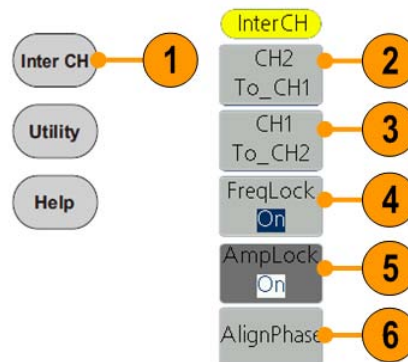 InterCH
Inter CH
1
CH2
To_CH1
2
CH1
To_CH2
3
Utility
FreqLock
On
4
Help
AmpLock
On
5
AlignPhase
6